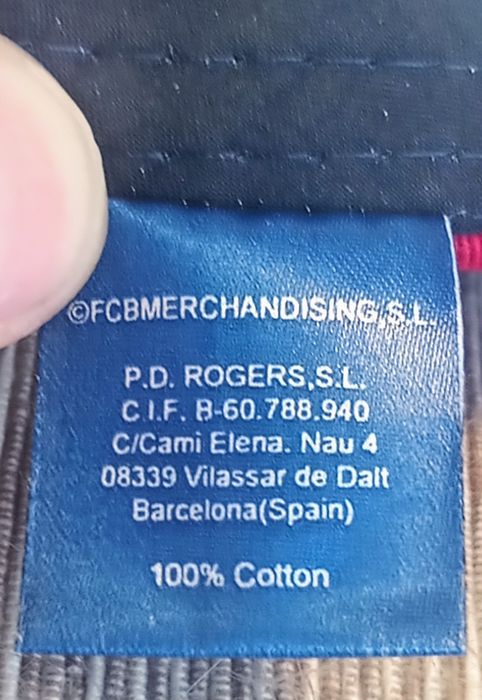 ©FCBMERCHANDISING,S.L.
P.D. ROGERS,S.L.
C.I.F. B-60.788.940
C/Cami Elena. Nau 4
08339 Vilassar de Dalt
Barcelona(Spain)
100% Cotton